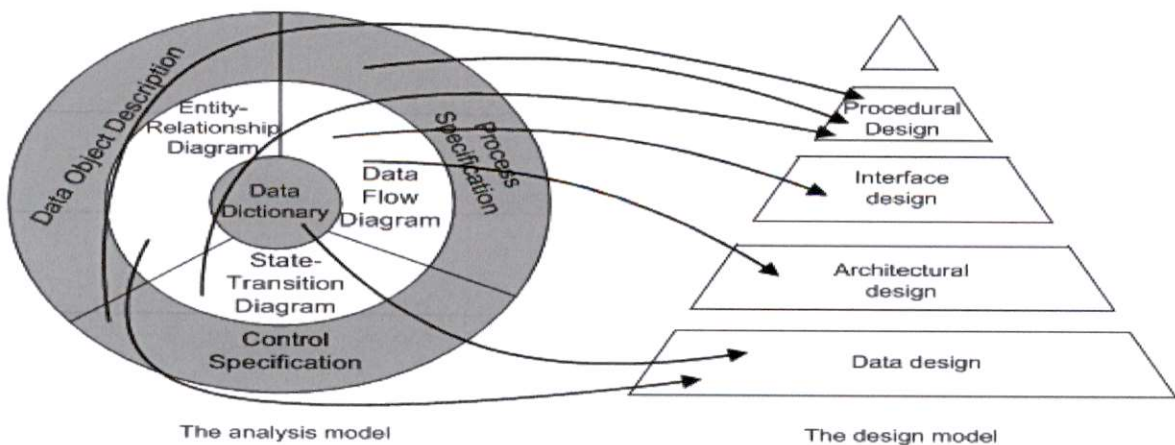 Data Object Description
Entity-
Relationship
Diagram
Process
Specification
Data
Dictionary
Data
Flow
Diagram
State-
Transition
Diagram
Control
Specification
The analysis model
Procedural
Design
Interface
design
Architectural
design
Data design
The design model